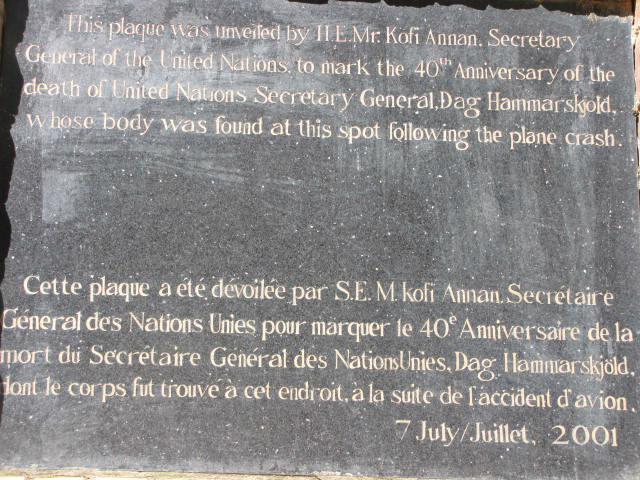 This plaque was unveiled by H.E.Mr. Kofi Annan, Secretary
General of the United Nations, to mark the 40th Anniversary of the
death of United Nations Secretary General, Dag Hammarskjold,
whose body was found at this spot following the plane crash.
Cette plaque a été dévoilée par S.E. M. kofi Annan, Secrétaire
Géneral des Nations Unies pour marquer le 40e Anniversaire de la
mort du Secrétaire Général des Nations Unies, Dag Hammarskjöld,
dont le corps fut trouvé à cet endroit, à la suite de l'accident d'avion.
7 July/Juillet, 2001